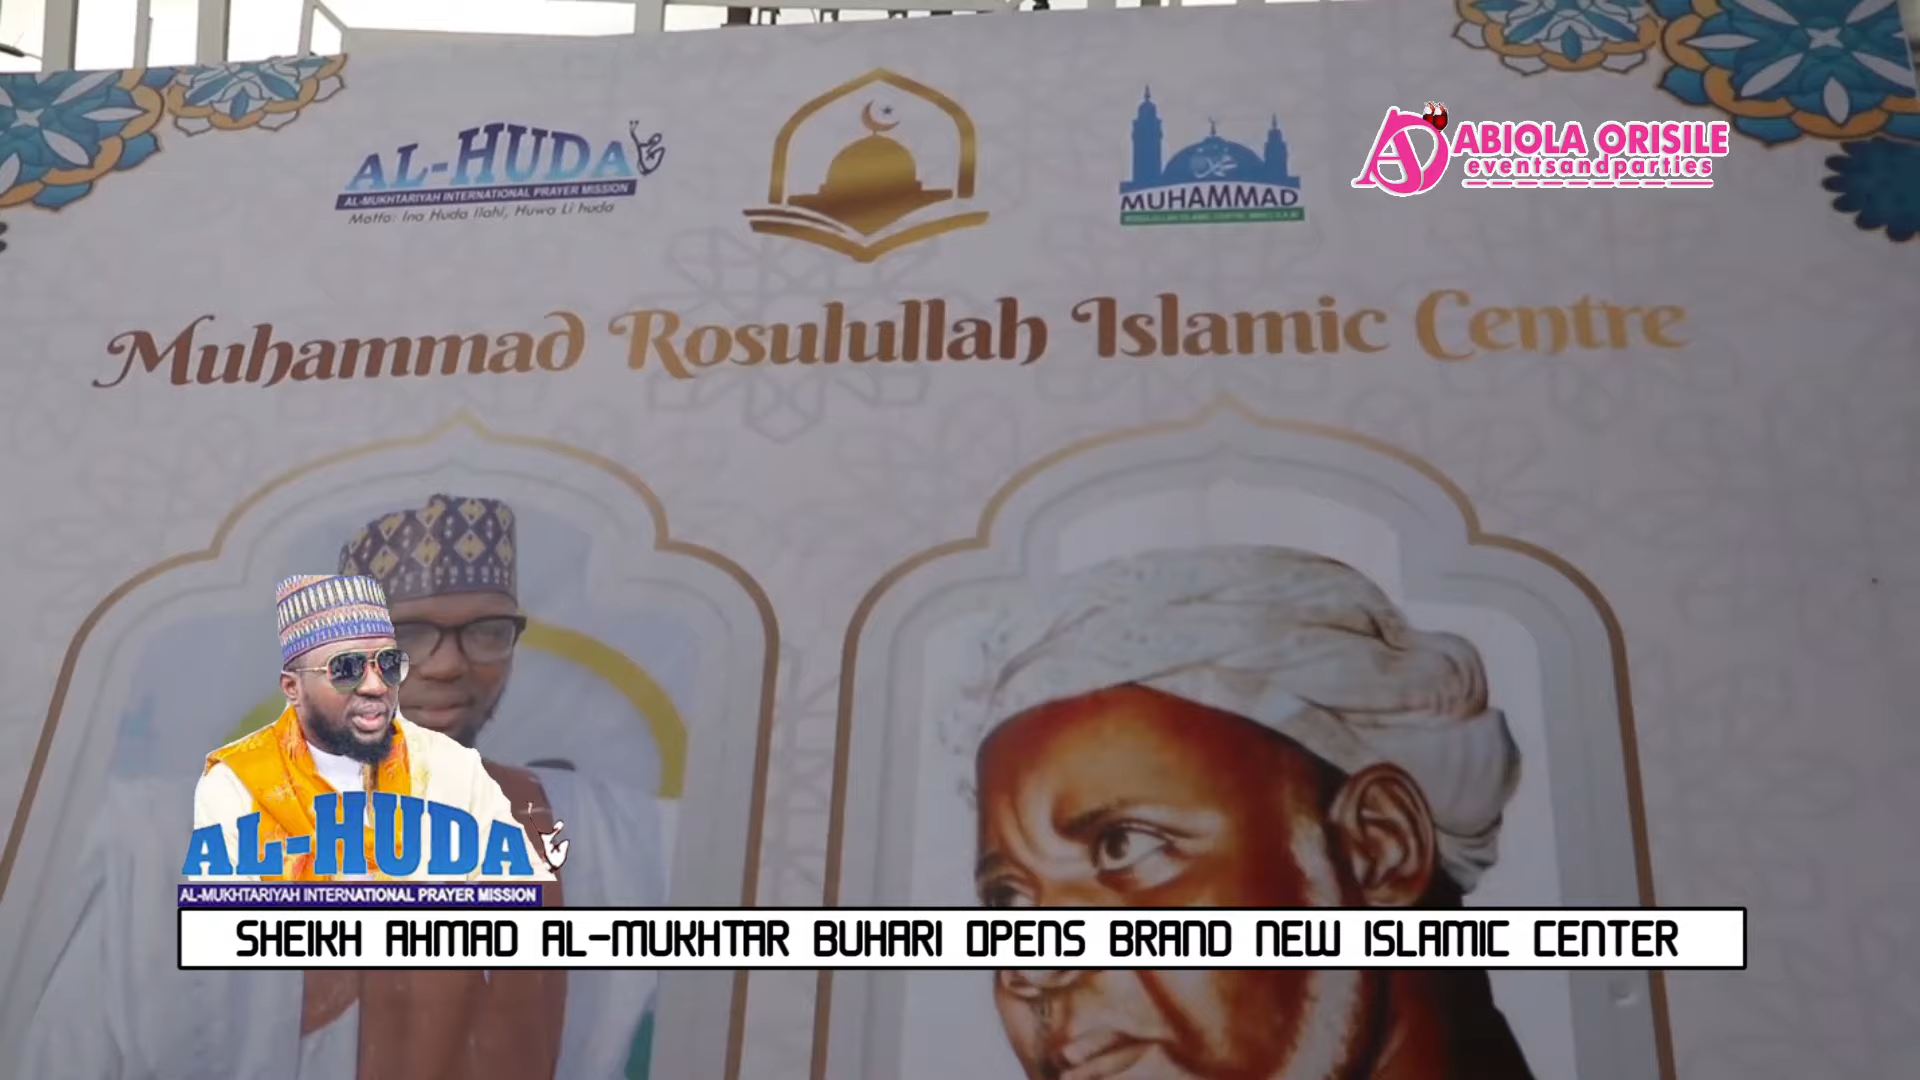 AL-HUDA
AL-MUKHTARIYAH INTERNATIONAL PRAYER MISSION
Motto: Ina Huda Ilahi, Huwa Li huda
MUHAMMAD
ABIOLA ORISILE
eventsandparties
Muhammad Rosulullah Islamic Centre
AL-HUDA
AL-MUKHTARIYAH INTERNATIONAL PRAYER MISSION
SHEIKH AHMAD AL-MUKHTAR BUHARI OPENS BRAND NEW ISLAMIC CENTER